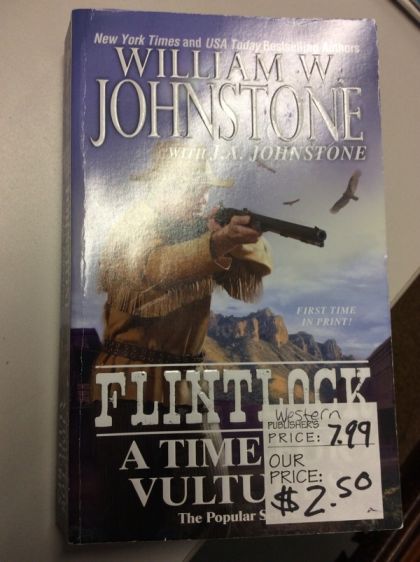 New York Times and USA Today Bestselling Authors
WILLIAM W.
JOHNSTONE
WITH J.A. JOHNSTONE
FIRST TIME
IN PRINT!
FLINTLOCK
A TIME
VULTU
The Popular S
Western
PUBLISHER'S
PRICE: 7.99
OUR
PRICE:
$2.50